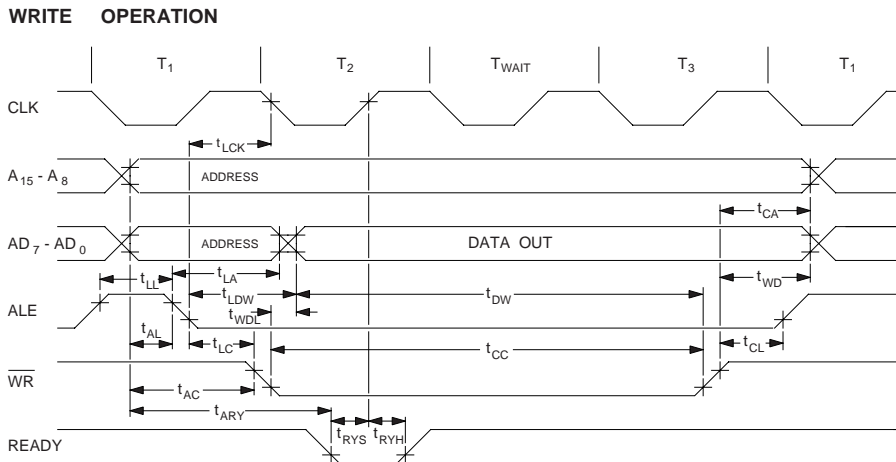 WRITE OPERATION
T1 T2 TWAIT T3 T1
CLK
tLCK
A15 - A8 ADDRESS
tCA
AD7 - AD0 ADDRESS DATA OUT
tLL tLA tWD
tLDW tDW
ALE
tWDL
tAL tLC tCC tCL
WR
tAC
tARY
tRYS tRYH
READY